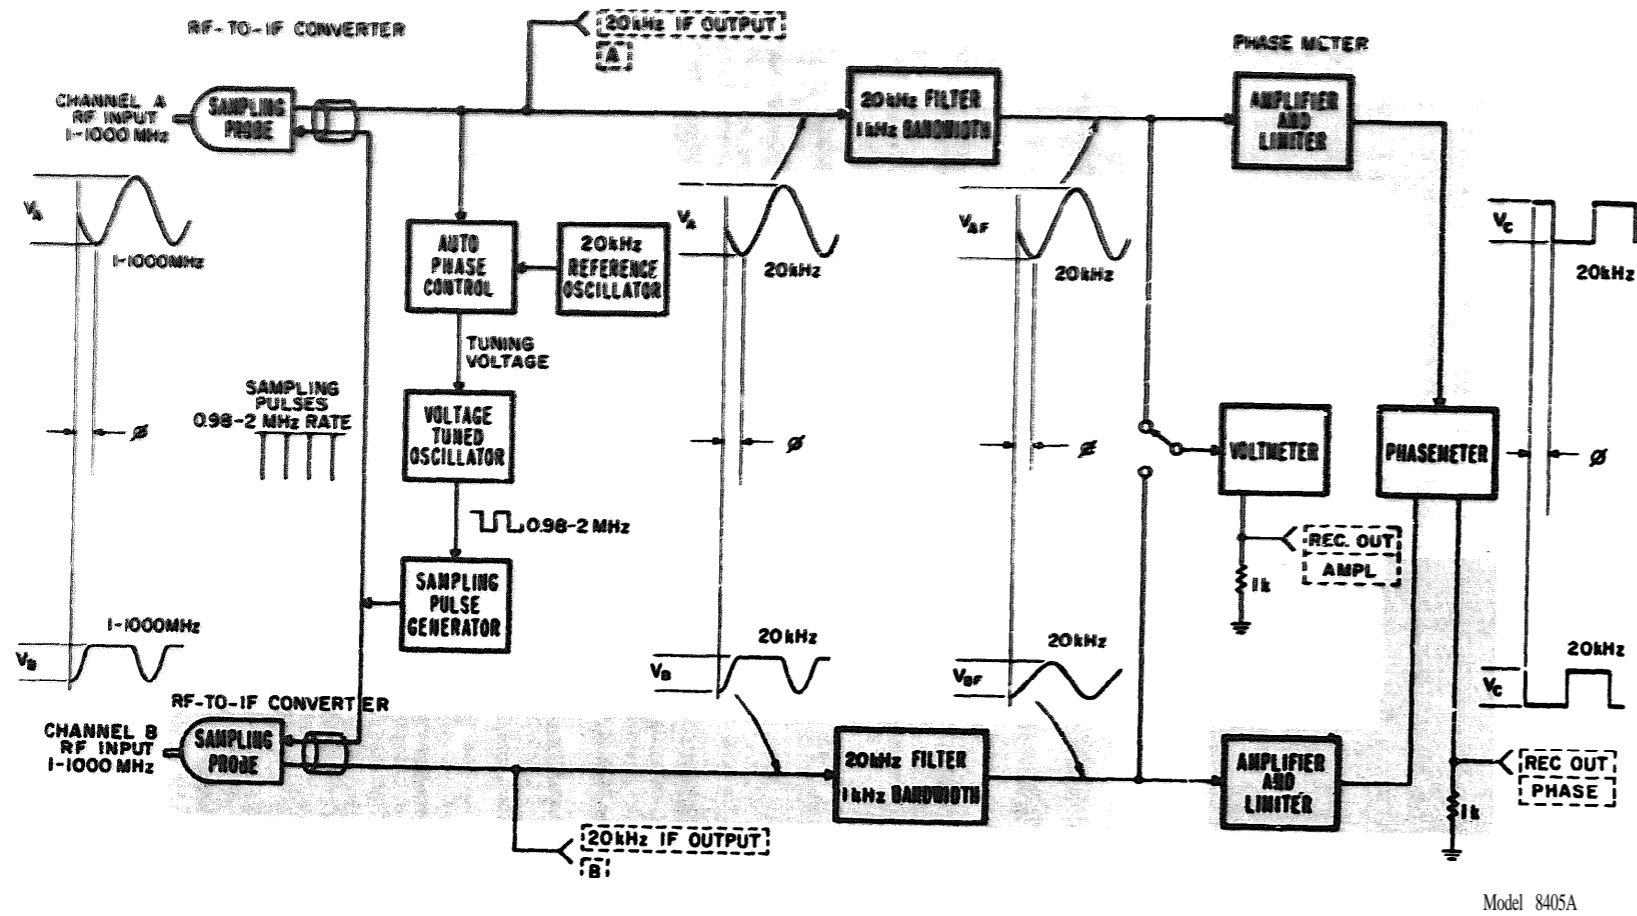 RF-TO-IF CONVERTER
20kHz IF OUTPUT
A
PHASE METER
CHANNEL A
RF INPUT
1-1000 MHz
SAMPLING
PROBE
20kHz FILTER
1kHz BANDWIDTH
AMPLIFIER
AND
LIMITER
VA
1-1000MHz
AUTO
PHASE
CONTROL
20kHz
REFERENCE
OSCILLATOR
VA
20kHz
VAF
20kHz
VC
20kHz
TUNING
VOLTAGE
SAMPLING
PULSES
0.98-2 MHz RATE
ø
VOLTAGE
TUNED
OSCILLATOR
ø
ø
VOLTMETER
PHASEMETER
ø
0.98-2 MHz
REC. OUT
AMPL
1k
SAMPLING
PULSE
GENERATOR
1-1000MHz
VB
20kHz
VB
20kHz
VBF
20kHz
VC
RF-TO-IF CONVERTER
CHANNEL B
RF INPUT
1-1000 MHz
SAMPLING
PROBE
20kHz FILTER
1kHz BANDWIDTH
AMPLIFIER
AND
LIMITER
REC OUT
PHASE
1k
20kHz IF OUTPUT
B
Model 8405A